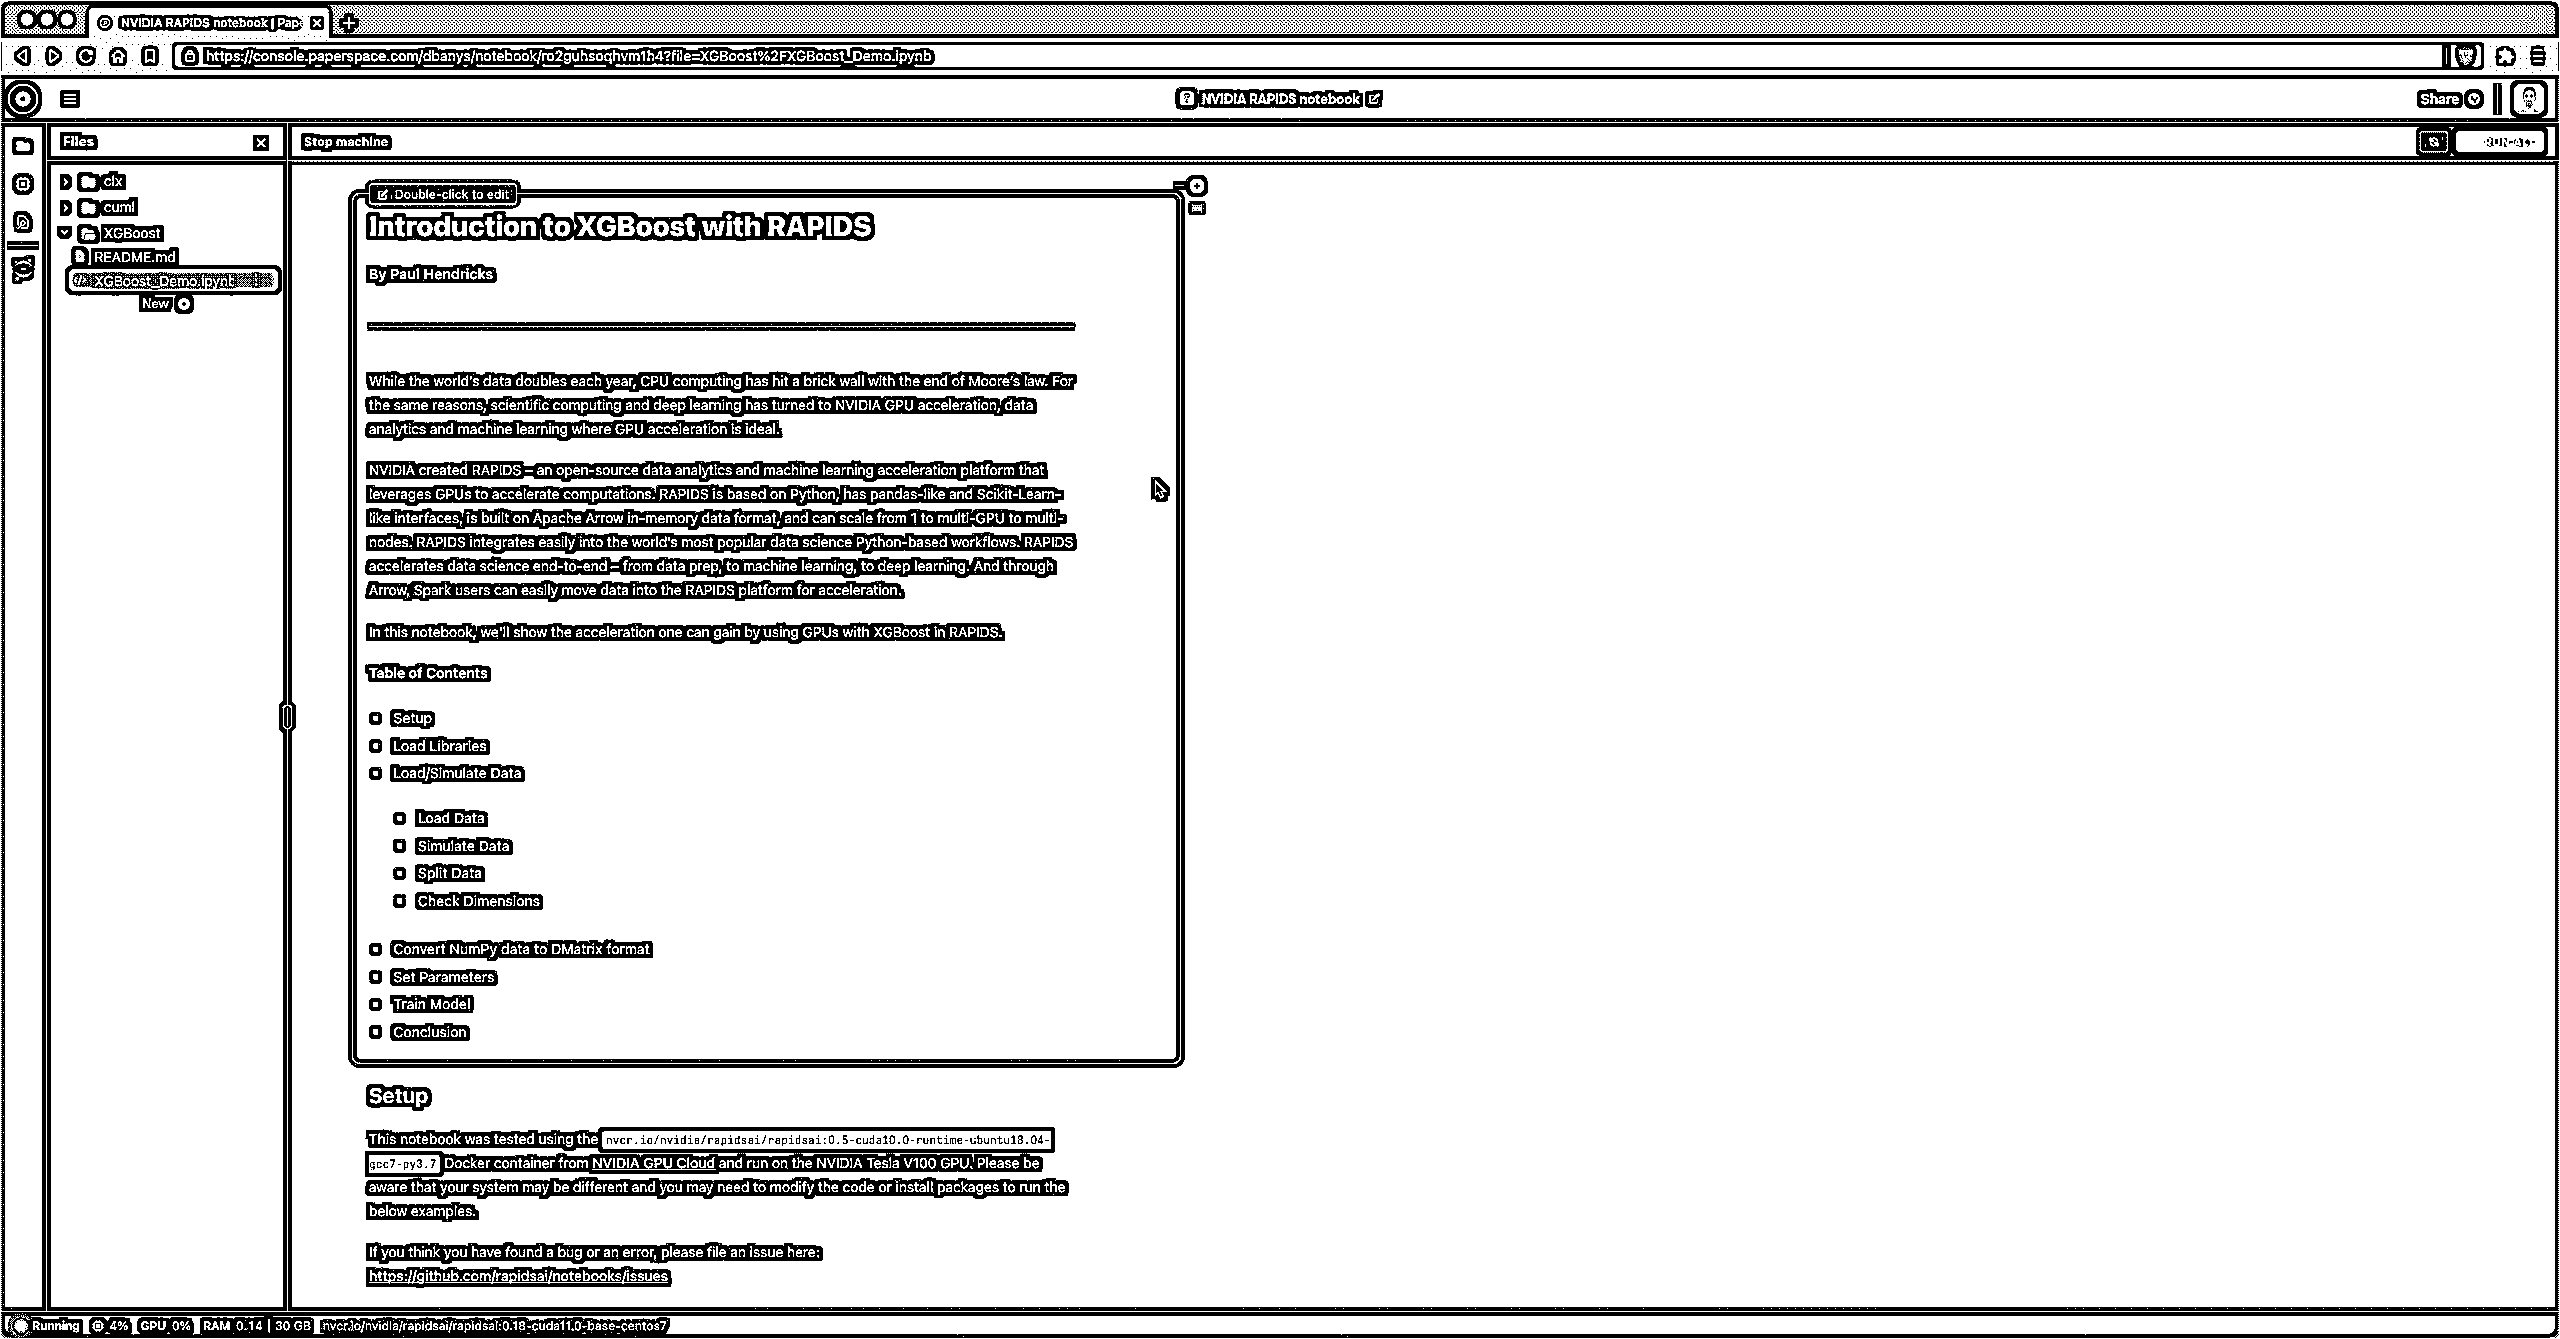 NVIDIA RAPIDS notebook | Pap
https://console.paperspace.com/dbanys/notebook/ro2guhsoqhvm1h4?file=XGBoost%2FXGBoost_Demo.ipynb
NVIDIA RAPIDS notebook
Share
Files
Stop machine
RUN ALL
clx
cuml
XGBoost
README.md
XGBoost_Demo.ipynb
New
Double-click to edit
Introduction to XGBoost with RAPIDS
By Paul Hendricks
While the world's data doubles each year, CPU computing has hit a brick wall with the end of Moore's law. For
the same reasons, scientific computing and deep learning has turned to NVIDIA GPU acceleration, data
analytics and machine learning where GPU acceleration is ideal.
NVIDIA created RAPIDS – an open-source data analytics and machine learning acceleration platform that
leverages GPUs to accelerate computations. RAPIDS is based on Python, has pandas-like and Scikit-Learn-
like interfaces, is built on Apache Arrow in-memory data format, and can scale from 1 to multi-GPU to multi-
nodes. RAPIDS integrates easily into the world's most popular data science Python-based workflows. RAPIDS
accelerates data science end-to-end – from data prep, to machine learning, to deep learning. And through
Arrow, Spark users can easily move data into the RAPIDS platform for acceleration.
In this notebook, we'll show the acceleration one can gain by using GPUs with XGBoost in RAPIDS.
Table of Contents
Setup
Load Libraries
Load/Simulate Data
Load Data
Simulate Data
Split Data
Check Dimensions
Convert NumPy data to DMatrix format
Set Parameters
Train Model
Conclusion
Setup
This notebook was tested using the nvcr.io/nvidia/rapidsai/rapidsai:0.5-cuda10.0-runtime-ubuntu18.04-
gcc7-py3.7 Docker container from NVIDIA GPU Cloud and run on the NVIDIA Tesla V100 GPU. Please be
aware that your system may be different and you may need to modify the code or install packages to run the
below examples.
If you think you have found a bug or an error, please file an issue here:
https://github.com/rapidsai/notebooks/issues
Running 4% GPU 0% RAM 0.14 | 30 GB nvcr.io/nvidia/rapidsai/rapidsai:0.18-cuda11.0-base-centos7